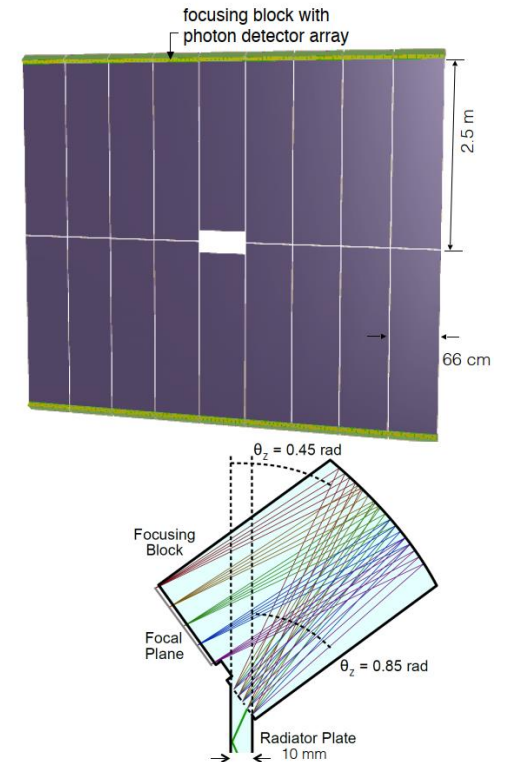 focusing block with
photon detector array
2.5 m
66 cm
θz = 0.45 rad
Focusing
Block
Focal
Plane
θz = 0.85 rad
Radiator Plate
10 mm